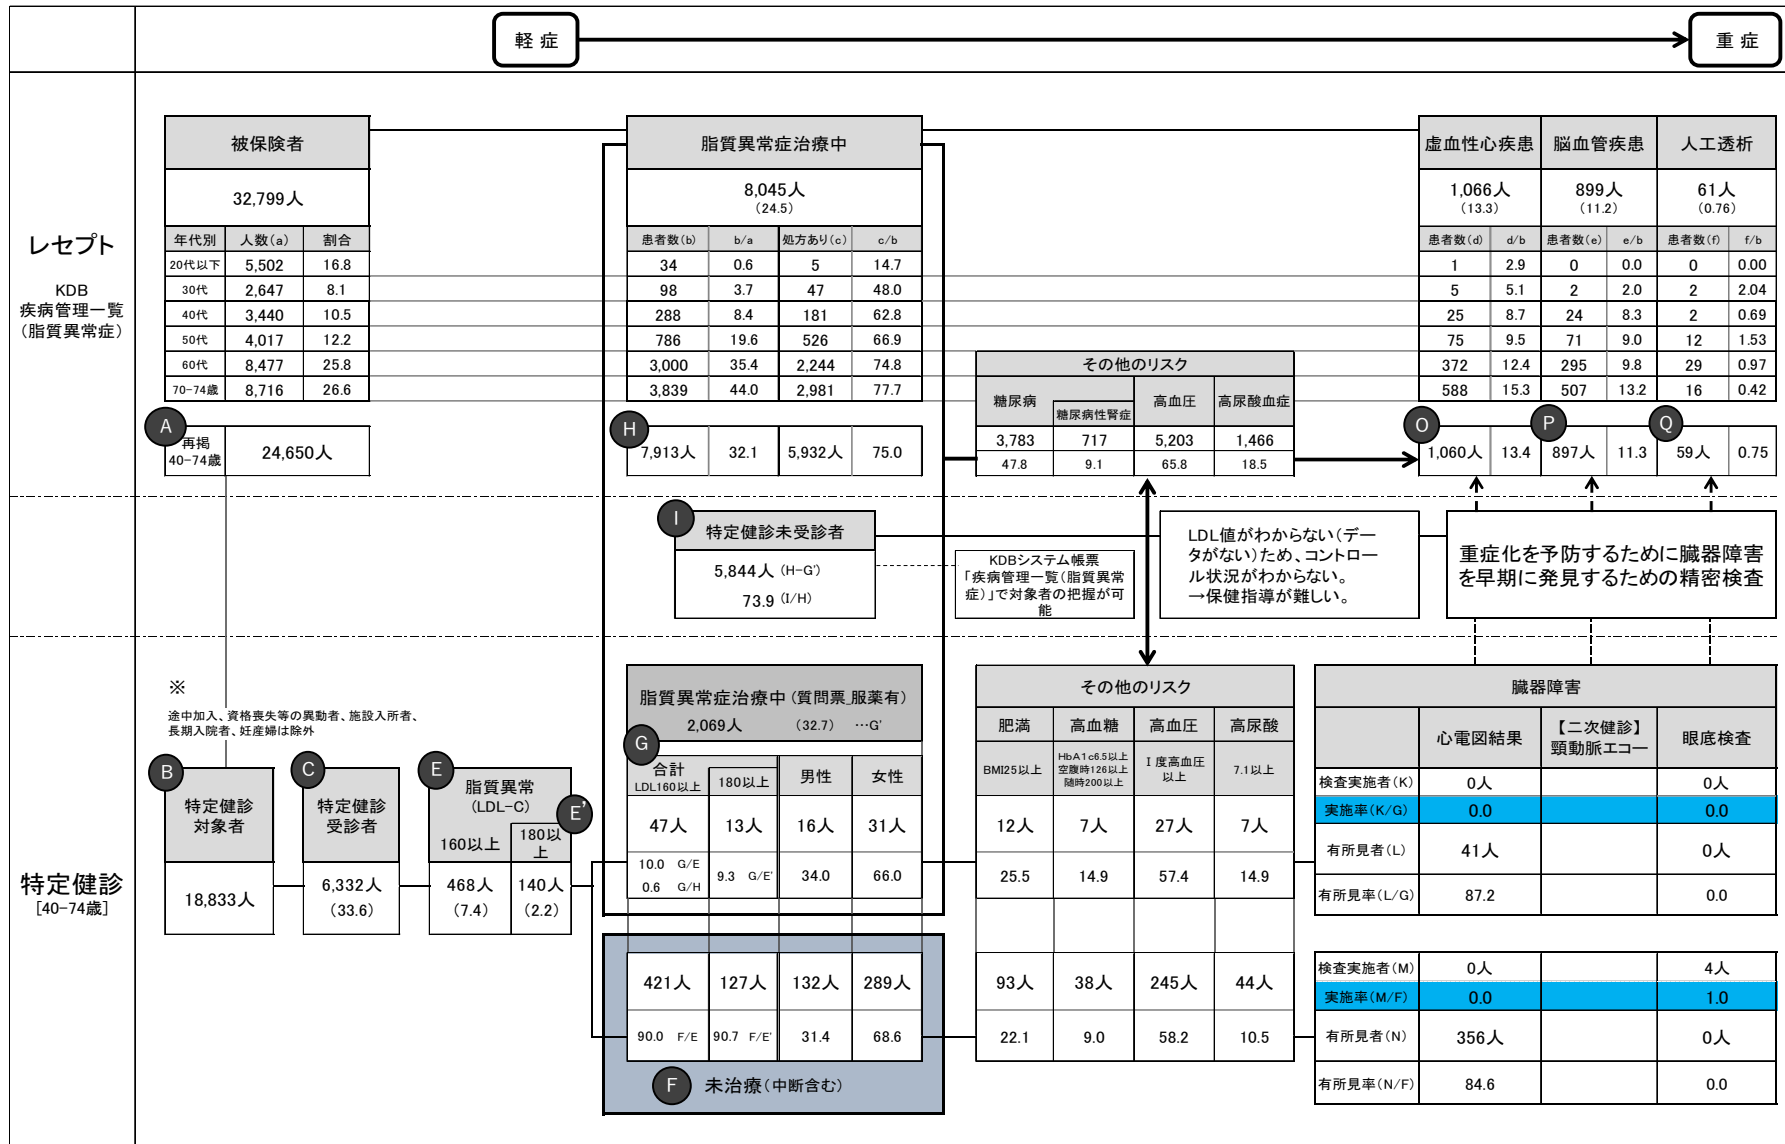 軽症
重症
レセプト
KDB
疾病管理一覧
(脂質異常症)
被保険者
32,799人
年代別 人数(a) 割合
20代以下 5,502 16.8
30代 2,647 8.1
40代 3,440 10.5
50代 4,017 12.2
60代 8,477 25.8
70-74歳 8,716 26.6
A
再掲
40-74歳
24,650人
脂質異常症治療中
8,045人
(24.5)
患者数(b) b/a 処方あり(c) c/b
34 0.6 5 14.7
98 3.7 47 48.0
288 8.4 181 62.8
786 19.6 526 66.9
3,000 35.4 2,244 74.8
3,839 44.0 2,981 77.7
H
7,913人 32.1 5,932人 75.0
その他のリスク
糖尿病 糖尿病性腎症 高血圧 高尿酸血症
3,783 717 5,203 1,466
47.8 9.1 65.8 18.5
虚血性心疾患 脳血管疾患 人工透析
1,066人 899人 61人
(13.3) (11.2) (0.76)
患者数(d) d/b 患者数(e) e/b 患者数(f) f/b
1 2.9 0 0.0 0 0.00
5 5.1 2 2.0 2 2.04
25 8.7 24 8.3 2 0.69
75 9.5 71 9.0 12 1.53
372 12.4 295 9.8 29 0.97
588 15.3 507 13.2 16 0.42
O P Q
1,060人 13.4 897人 11.3 59人 0.75
I
特定健診未受診者
5,844人 (H-G')
73.9 (I/H)
KDBシステム帳票
「疾病管理一覧(脂質異常
症)」で対象者の把握が可
能
LDL値がわからない(デー
タがない)ため、コントロー
ル状況がわからない。
→保健指導が難しい。
重症化を予防するために臓器障害
を早期に発見するための精密検査
特定健診
[40-74歳]
※
途中加入、資格喪失等の異動者、施設入所者、
長期入院者、妊産婦は除外
B
特定健診
対象者
18,833人
C
特定健診
受診者
6,332人
(33.6)
E
脂質異常
(LDL-C)
E'
160以上 180以
上
468人 140人
(7.4) (2.2)
脂質異常症治療中(質問票_服薬有)
2,069人 (32.7) …G'
G
合計
LDL160以上
180以上 男性 女性
47人 13人 16人 31人
10.0 G/E
0.6 G/H
9.3 G/E' 34.0 66.0
421人 127人 132人 289人
90.0 F/E 90.7 F/E' 31.4 68.6
F 未治療(中断含む)
その他のリスク
肥満 高血糖 高血圧 高尿酸
BMI25以上
HbA1c6.5以上
空腹時126以上
随時200以上
Ⅰ度高血圧
以上
7.1以上
12人 7人 27人 7人
25.5 14.9 57.4 14.9
93人 38人 245人 44人
22.1 9.0 58.2 10.5
臓器障害
心電図結果
【二次健診】
頸動脈エコー
眼底検査
検査実施者(K) 0人 0人
実施率(K/G) 0.0 0.0
有所見者(L) 41人 0人
有所見率(L/G) 87.2 0.0
検査実施者(M) 0人 4人
実施率(M/F) 0.0 1.0
有所見者(N) 356人 0人
有所見率(N/F) 84.6 0.0